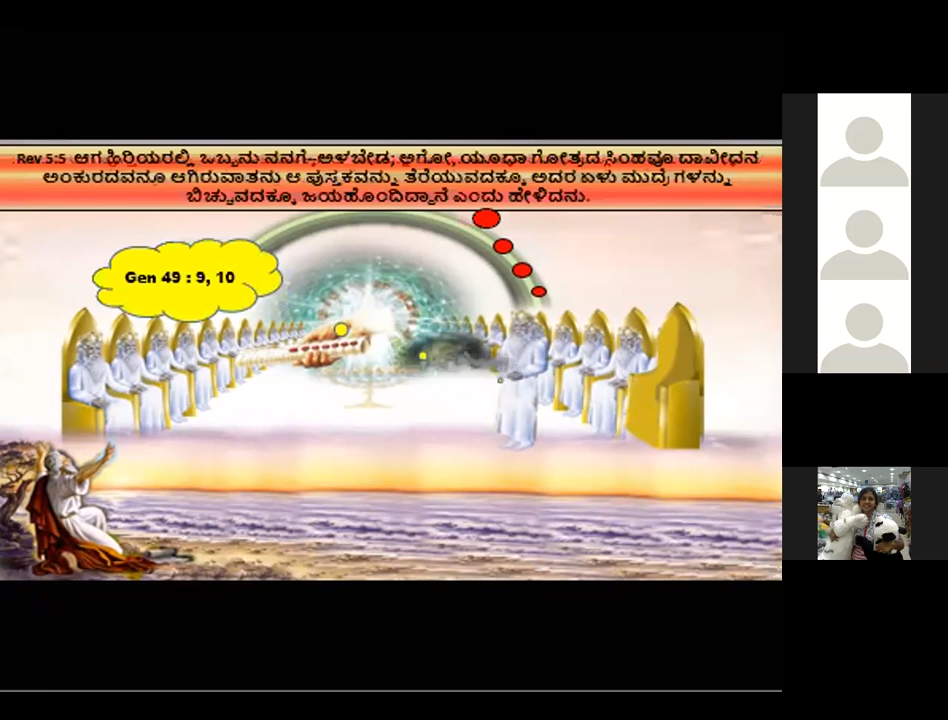 Rev 5:5 ಆಗ ಹಿರಿಯರಲ್ಲಿ ಒಬ್ಬನು ನನಗೆ-ಅಳಬೇಡ; ಅಗೋ, ಯೂಧಾ ಗೋತ್ರದ ಸಿಂಹವೂ ದಾವೀದನ
ಅಂಕುರದವನೂ ಆಗಿರುವಾತನು ಆ ಪುಸ್ತಕವನ್ನು ತೆರೆಯುವದಕ್ಕೂ ಅದರ ಏಳು ಮುದ್ರೆ ಗಳನ್ನು
ಬಿಚ್ಚುವದಕ್ಕೂ ಜಯಹೊಂದಿದ್ದಾನೆ ಎಂದು ಹೇಳಿದನು.
Gen 49 : 9, 10